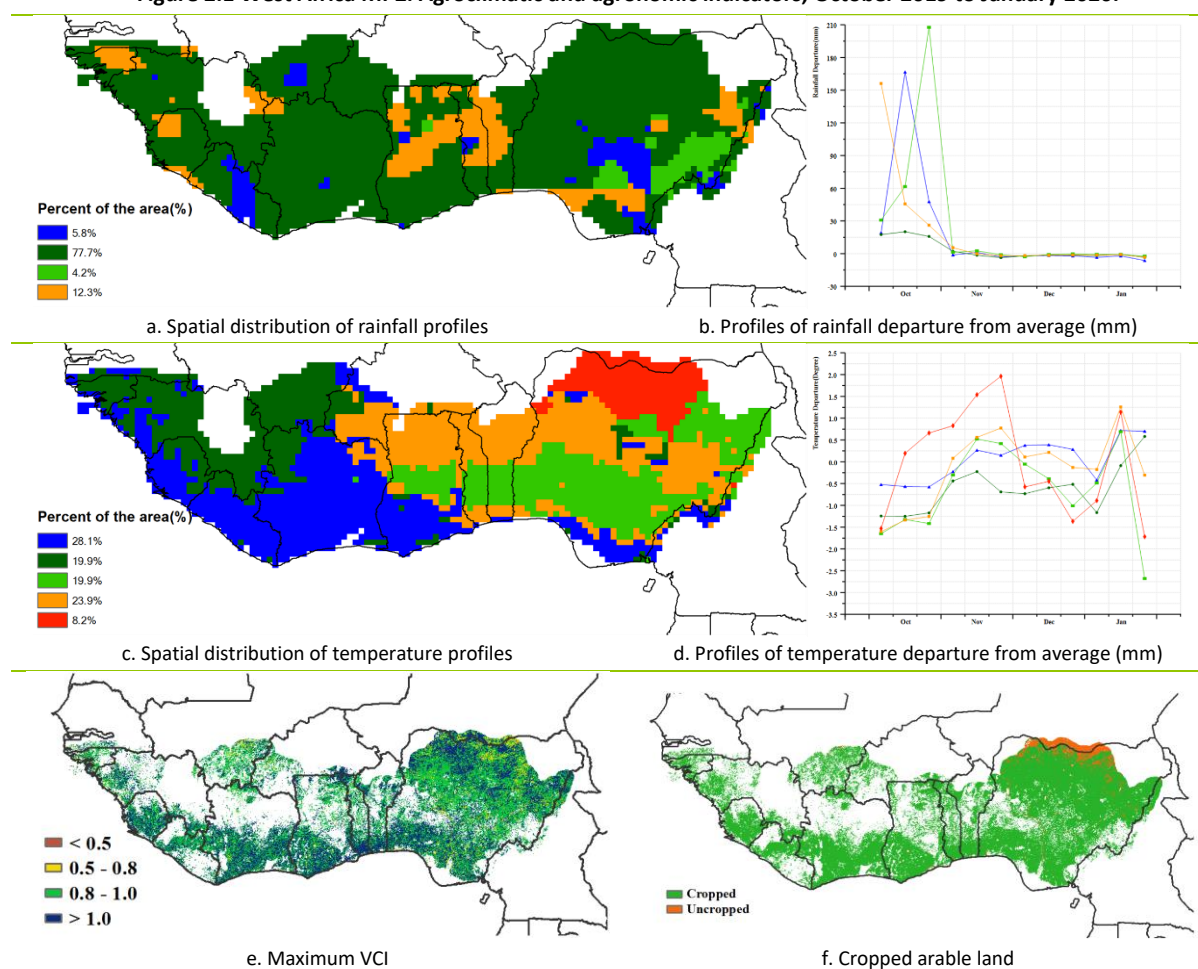 Figure 2.1 West Africa MPZ: Agroclimatic and agronomic indicators, October 2019 to January 2020.
Percent of the area(%)
5.8%
77.7%
4.2%
12.3%
Rainfall Departure(mm)
210
180
150
120
90
60
30
0
-30
Oct Nov Dec Jan
a. Spatial distribution of rainfall profiles
b. Profiles of rainfall departure from average (mm)
Percent of the area(%)
28.1%
19.9%
19.9%
23.9%
8.2%
Temperature Departure(Degree)
2.5
2.0
1.5
1.0
0.5
0.0
-0.5
-1.0
-1.5
-2.0
-2.5
-3.0
-3.5
Oct Nov Dec Jan
c. Spatial distribution of temperature profiles
d. Profiles of temperature departure from average (mm)
< 0.5
0.5 - 0.8
0.8 - 1.0
> 1.0
Cropped
Uncropped
e. Maximum VCI
f. Cropped arable land